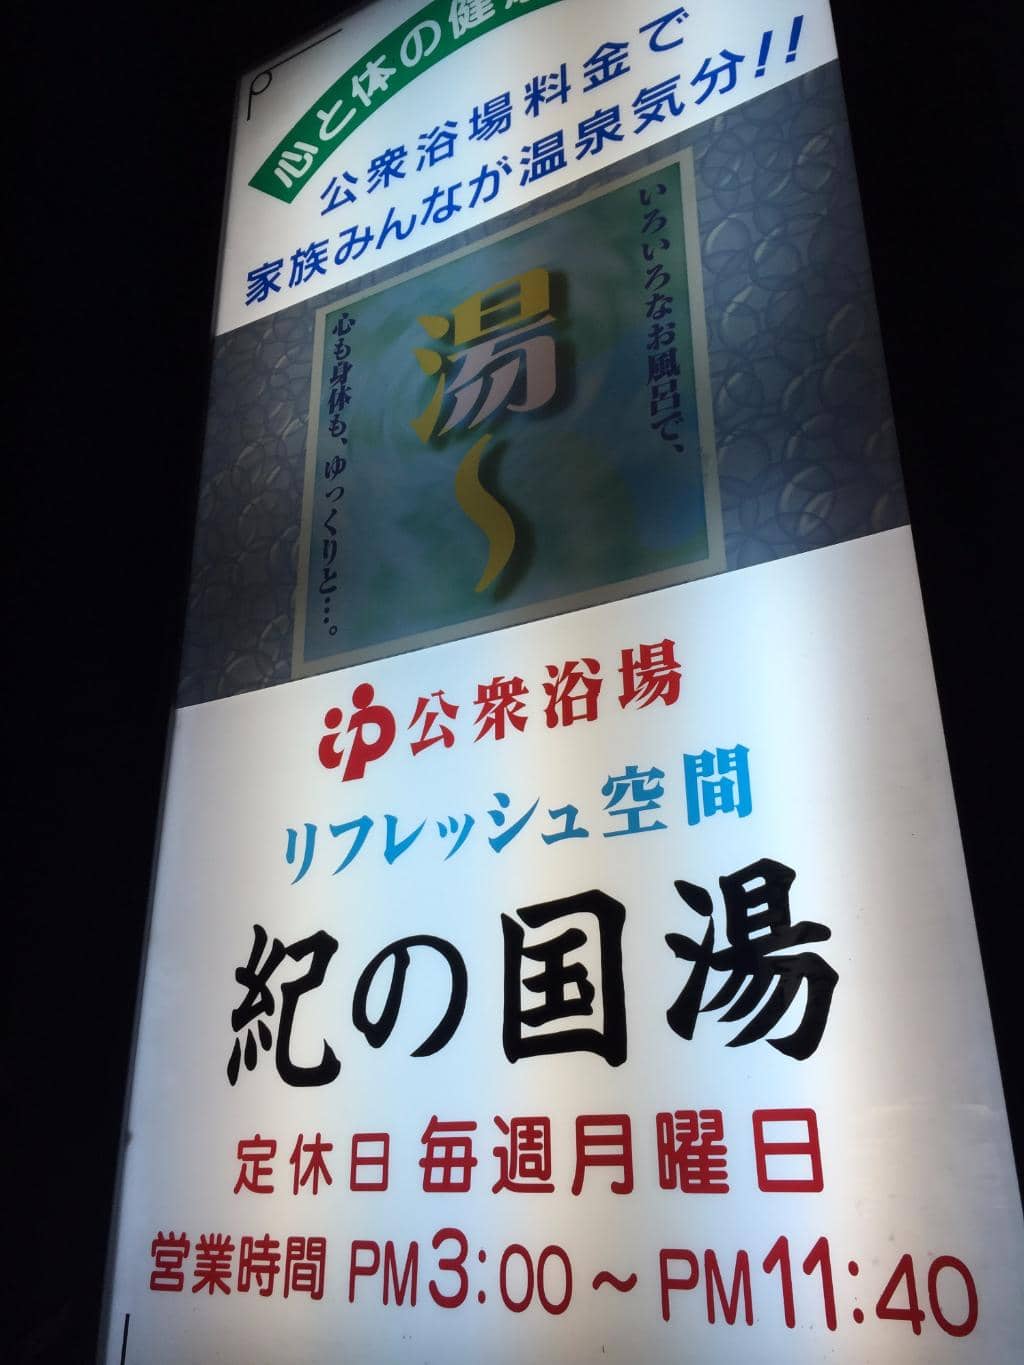 心と体の健
公衆浴場料金で
家族みんなが温泉気分!!
いろいろなお風呂で、
湯〜
心も身体も、ゆっくりと…。
公衆浴場
リフレッシュ空間
紀の国湯
定休日 毎週月曜日
営業時間 PM3:00〜PM11:40